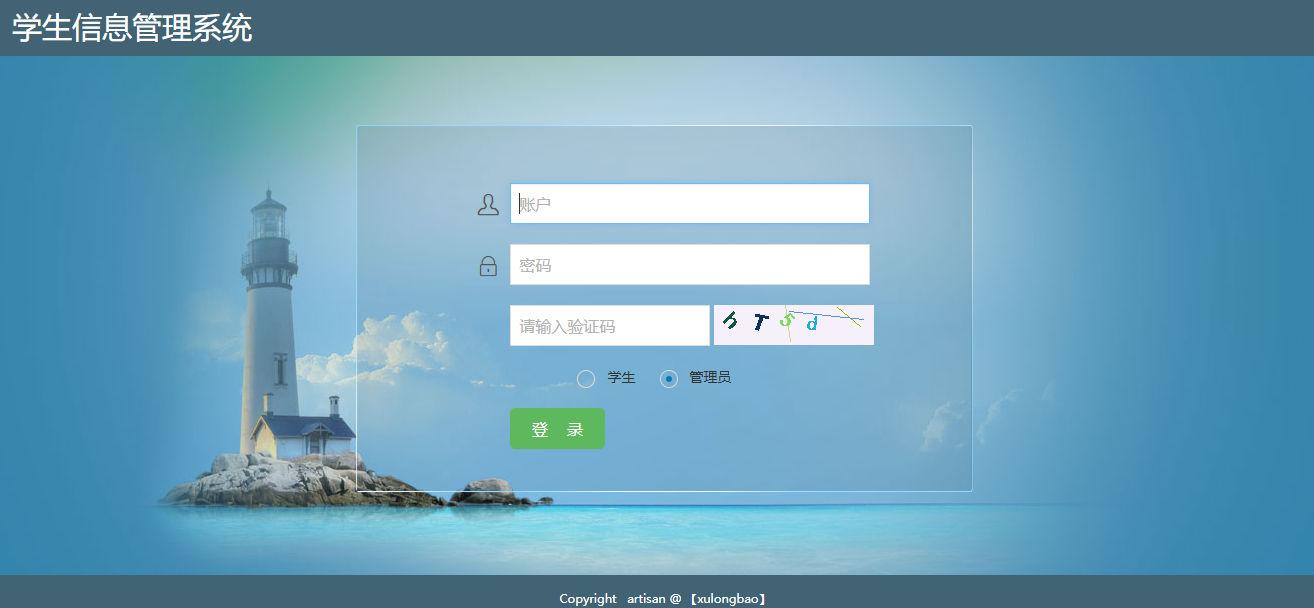 学生信息管理系统
账户
密码
请输入验证码
学生 管理员
登 录
Copyright artisan @ 【xulongbao】